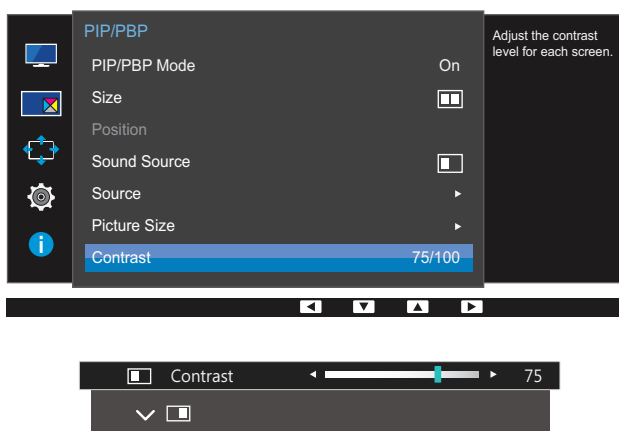 PIP/PBP
Adjust the contrast
level for each screen.
PIP/PBP Mode On
Size
Position
Sound Source
Source
Picture Size
Contrast 75/100
Contrast 75